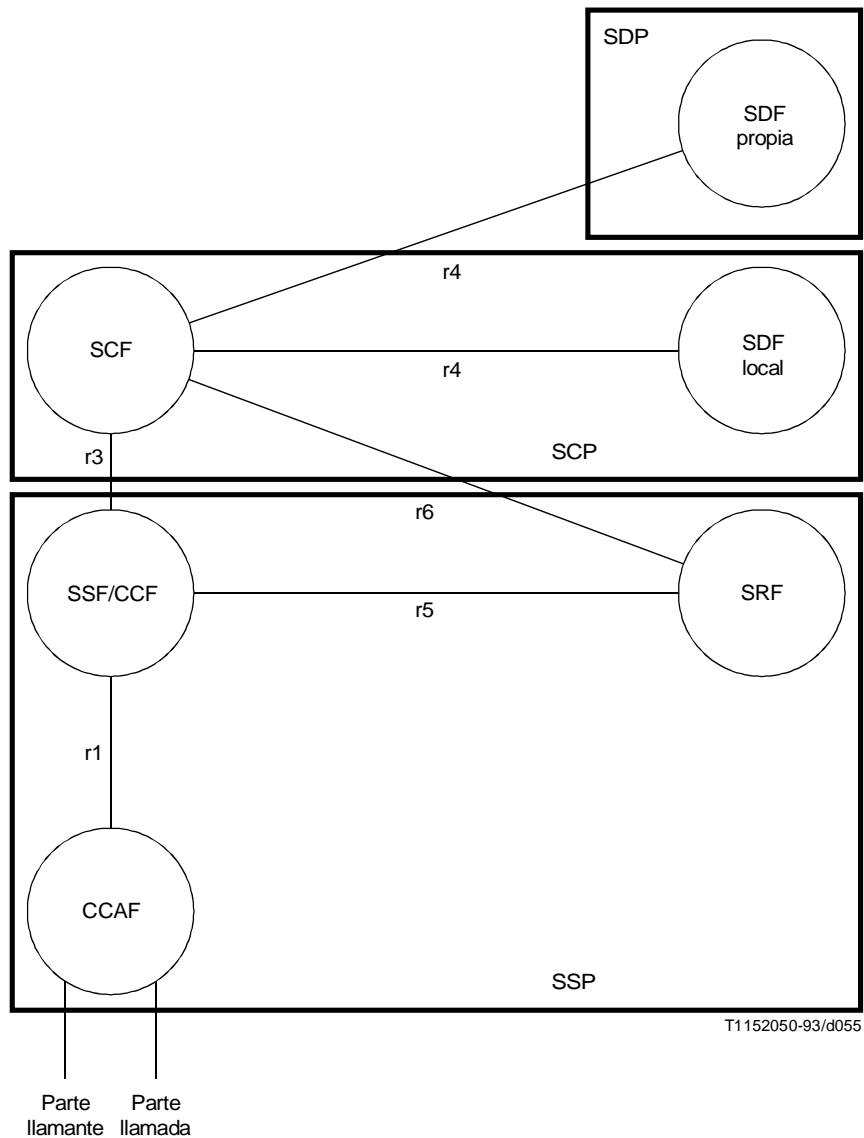 SDP
SDF
propia
r4
SCF
SDF
local
r4
SCP
r3
r6
SSF/CCF
SRF
r5
r1
CCAF
SSP
T1152050-93/d055
Parte
llamante
Parte
llamada